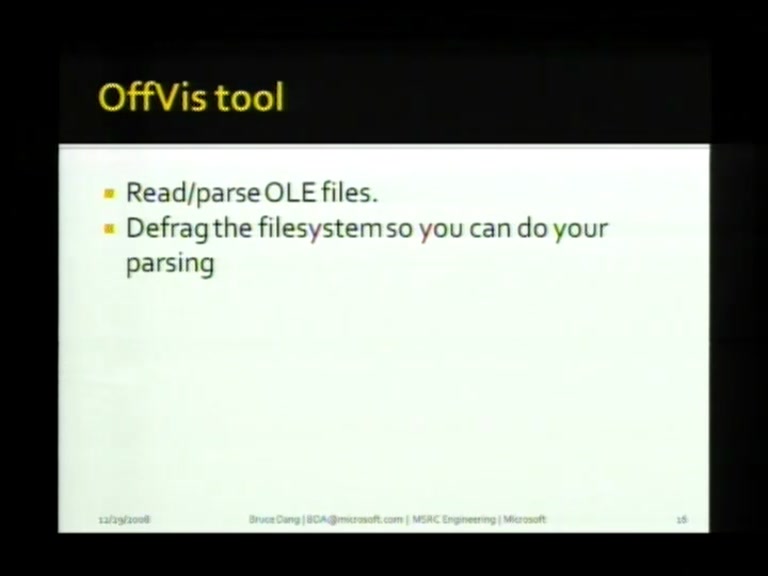 OffVis tool
Read/parse OLE files.
Defrag the filesystem so you can do your
parsing
12/29/2008 Bruce Dang | BDA@microsoft.com | MSRC Engineering | Microsoft 16